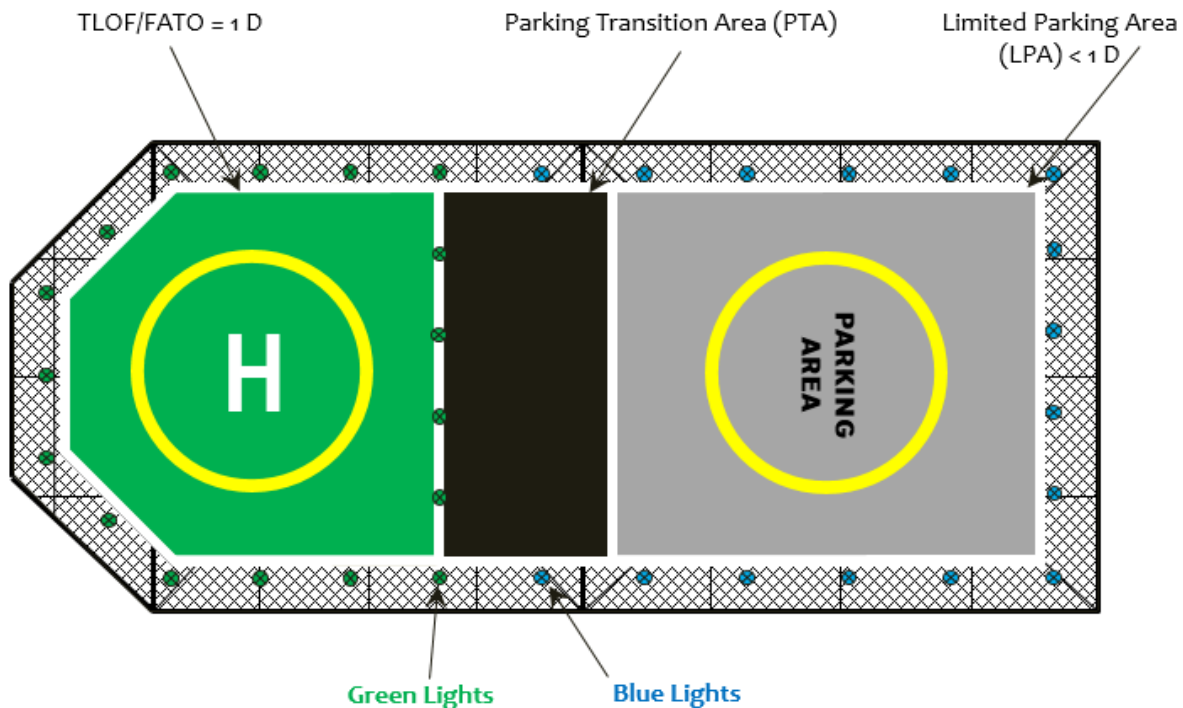 TLOF/FATO = 1 D
Parking Transition Area (PTA)
Limited Parking Area
(LPA) < 1 D
H
PARKING
AREA
Green Lights
Blue Lights